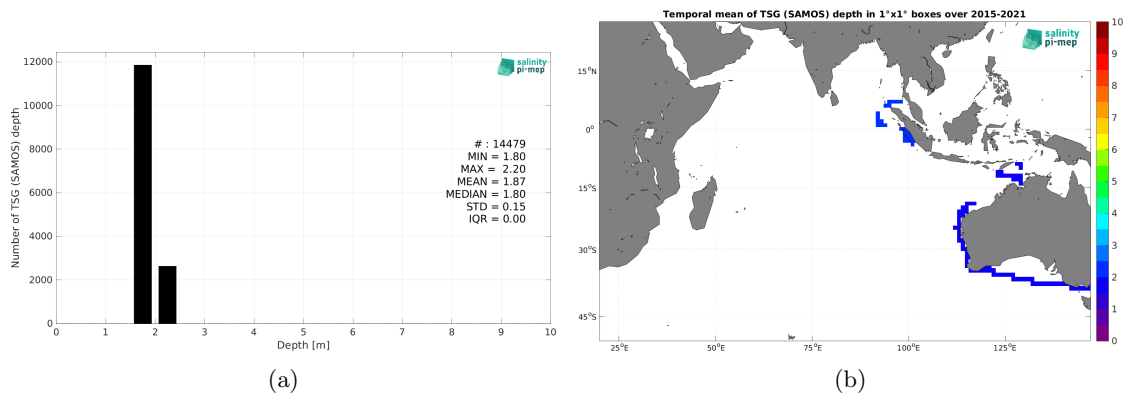 12000
10000
8000
6000
4000
2000
0
Number of TSG (SAMOS) depth
salinity
pi-mep
# : 14479
MIN = 1.80
MAX = 2.20
MEAN = 1.87
MEDIAN = 1.80
STD = 0.15
IQR = 0.00
0 1 2 3 4 5 6 7 8 9 10
Depth [m]
(a)
Temporal mean of TSG (SAMOS) depth in 1°x1° boxes over 2015-2021
salinity
pi-mep
15°N
0°
15°S
30°S
45°S
25°E 50°E 75°E 100°E 125°E
10
9
8
7
6
5
4
3
2
1
0
(b)